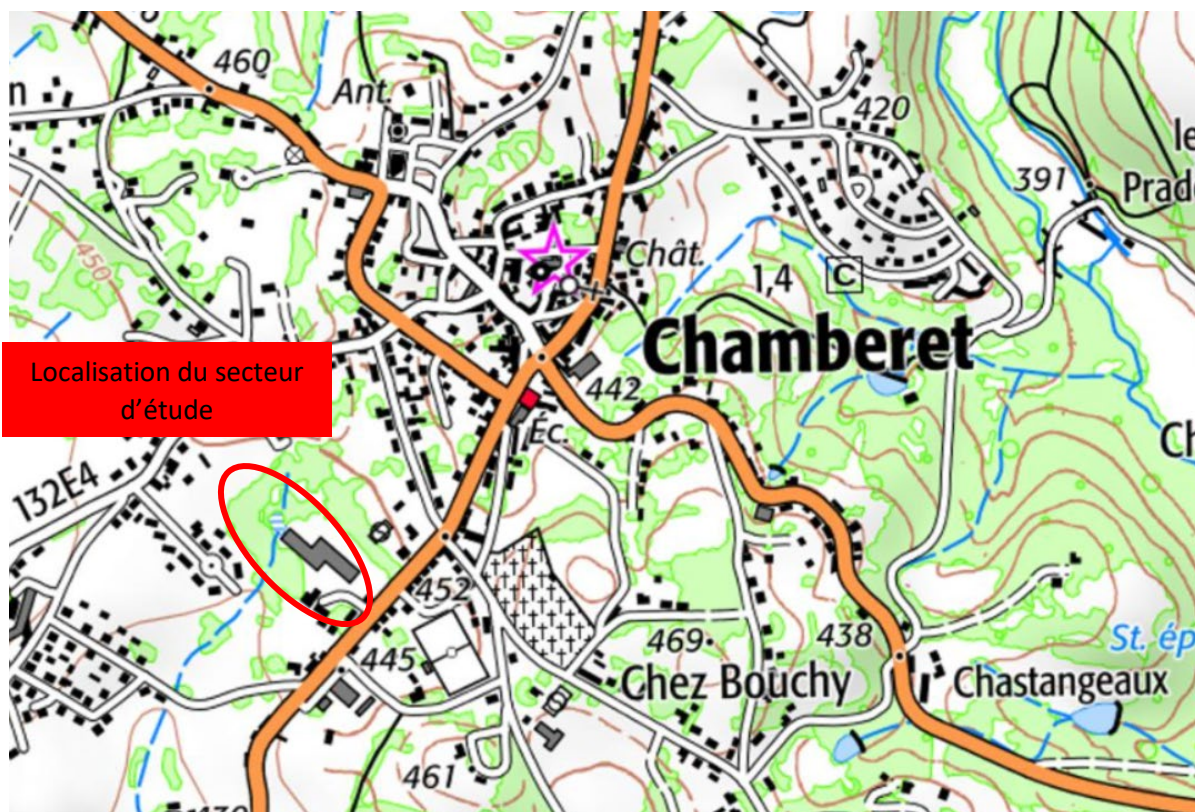 460
Ant.
420
le
391
Prad
n
450
Chât.
1,4
C
Chamberet
Localisation du secteur
d'étude
442
Éc.
Ch
132E4
452
469
438
St. ép
445
Chez Bouchy
Chastangeaux
461